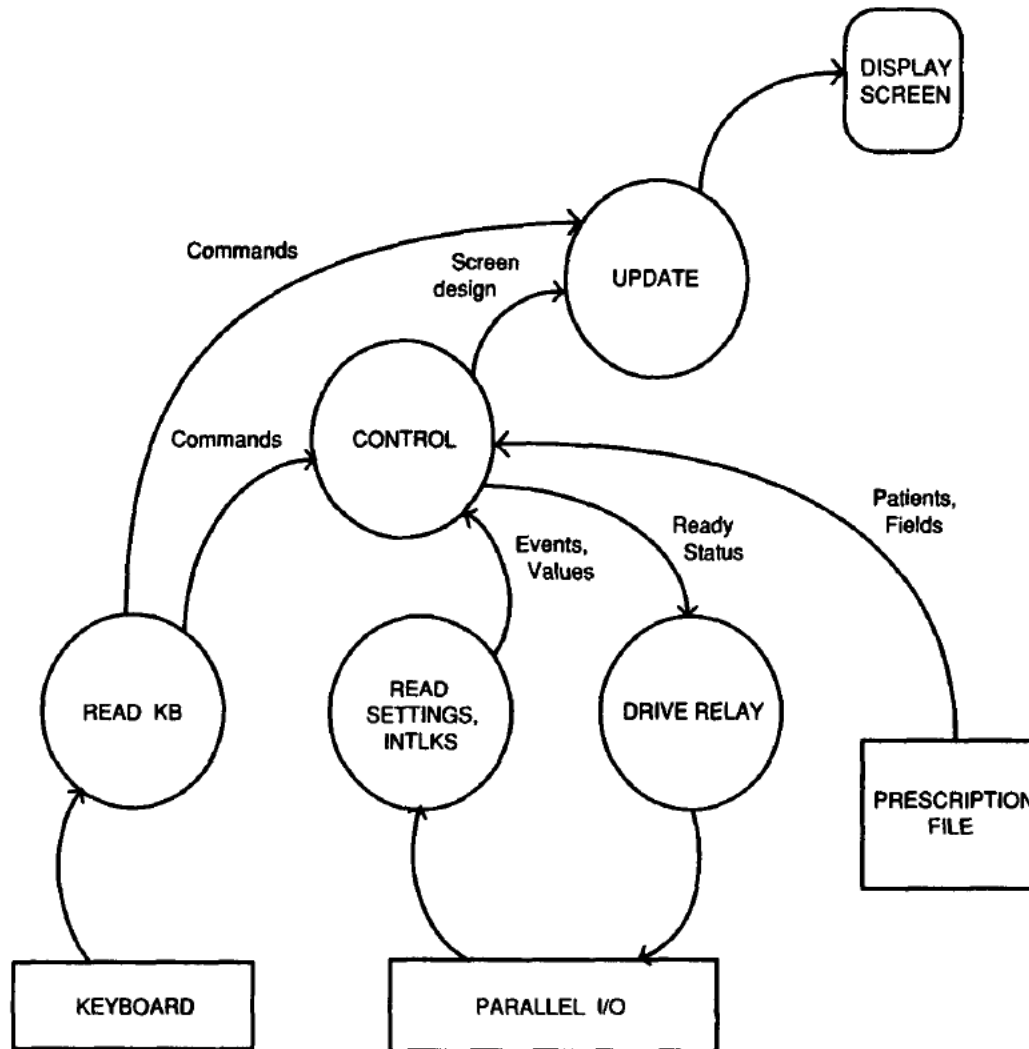 DISPLAY
SCREEN
Commands
Screen
design
UPDATE
Commands
CONTROL
Patients,
Fields
Ready
Status
Events,
Values
READ KB
READ
SETTINGS,
INTLKS
DRIVE RELAY
PRESCRIPTION
FILE
KEYBOARD
PARALLEL I/O